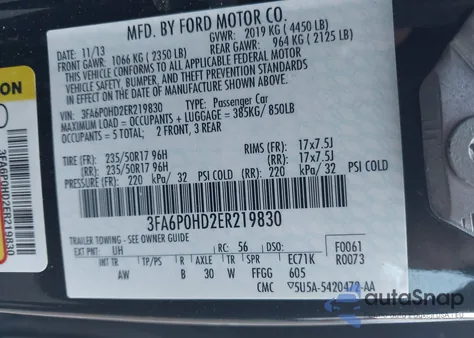 MFD. BY FORD MOTOR CO.
11/13
GVWR: 2019 KG (4450 LB)
FRONT GAWR: 1066 KG (2350 LB)
REAR GAWR: 964 KG (2125 LB)
THIS VEHICLE CONFORMS TO ALL APPLICABLE FEDERAL MOTOR
VEHICLE SAFETY, BUMPER, AND THEFT PREVENTION STANDARDS IN
EFFECT ON THE DATE OF MANUFACTURE SHOWN ABOVE.
VIN: 3FA6P0HD2ER219830 TYPE: Passenger Car
MAXIMUM LOAD = OCCUPANTS + LUGGAGE = 385KG/ 850LB
OCCUPANTS = 5 TOTAL; 2 FRONT, 3 REAR
TIRE (FR): 235/50R17 96H RIMS (FR): 17x7.5J
(RR): 235/50R17 96H (RR): 17x7.5J
PRESSURE (FR): 220 kPa/ 32 PSI COLD (RR): 220 kPa/ 32 PSI COLD
3FA6P0HD2ER219830
TRAILER TOWING - SEE OWNER GUIDE
EXT PNT: UH RC: 56 DSO: F0061
INT TR TP/PS R AX TR EC71K R0073
AW B 30 W FFGG 605
CMC ▽5U5A-5420472-AA
3FA6P0HD2ER219830
autoSnap